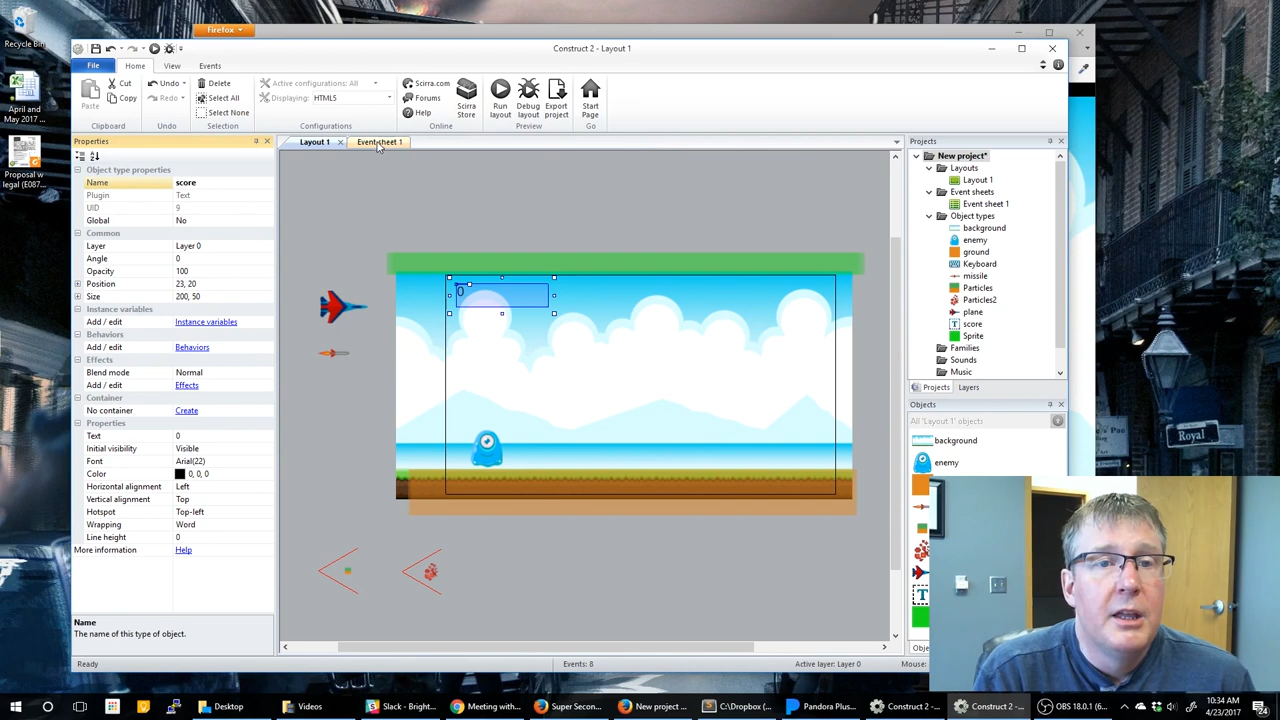 Recycle Bin
April and
May 2017 ...
Proposal w
legal (E087...
Firefox
Construct 2 - Layout 1
File
Home
View
Events
Paste
Cut
Copy
Clipboard
Undo
Redo
Undo
Delete
Select All
Select None
Selection
Active configurations: All
Displaying: HTML5
Configurations
Scirra.com
Forums
Help
Scirra
Store
Online
Run
layout
Debug
layout
Export
project
Preview
Start
Page
Go
Properties
Layout 1
Event sheet 1
Projects
Object type properties
Name score
Plugin Text
UID 9
Global No
Common
Layer Layer 0
Angle 0
Opacity 100
Position 23, 20
Size 200, 50
Instance variables
Add / edit Instance variables
Behaviors
Add / edit Behaviors
Effects
Blend mode Normal
Add / edit Effects
Container
No container Create
Properties
Text 0
Initial visibility Visible
Font Arial(22)
Color 0, 0, 0
Horizontal alignment Left
Vertical alignment Top
Hotspot Top-left
Wrapping Word
Line height 0
More information Help
Name
The name of this type of object.
0
New project*
Layouts
Layout 1
Event sheets
Event sheet 1
Object types
background
enemy
ground
Keyboard
missile
Particles
Particles2
plane
T score
Sprite
Families
Sounds
Music
Projects
Layers
Objects
All 'Layout 1' objects
background
enemy
T
Royal
Ready
Events: 8
Active layer: Layer 0
Mouse:
Desktop
Videos
Slack - Bright...
Meeting with...
Super Secon...
New project ...
C:\Dropbox (...
Pandora Plus...
Construct 2 -...
Construct 2 -...
OBS 18.0.1 (6...
10:34 AM
4/23/2017
24